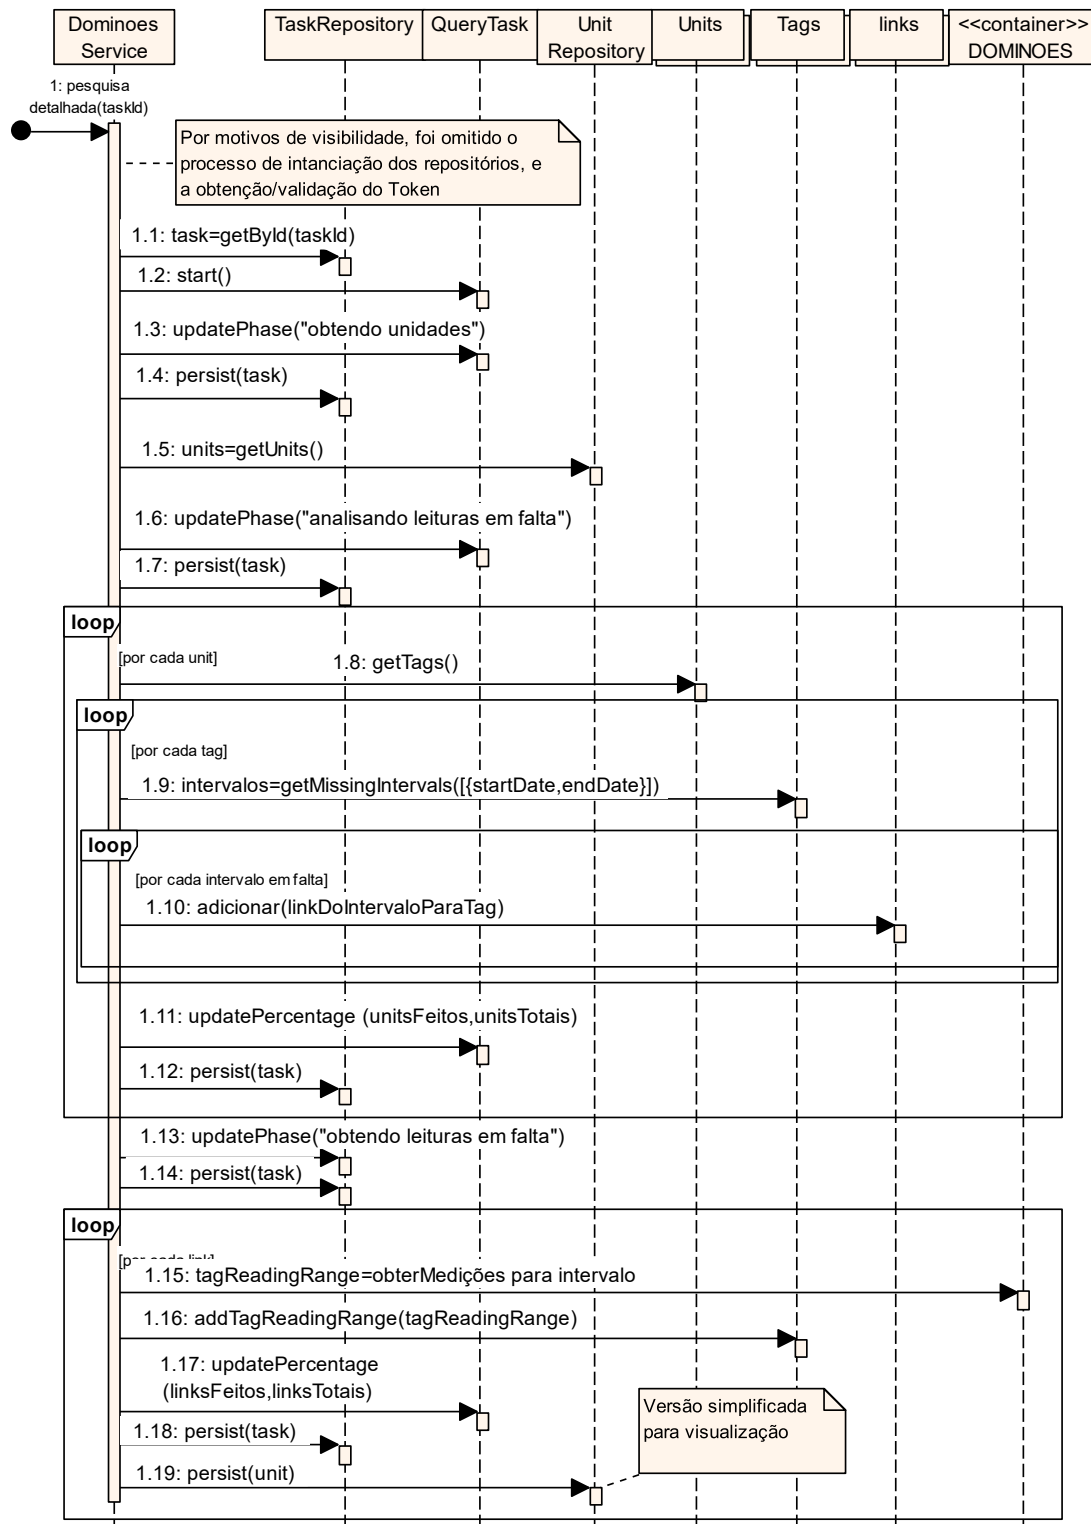 Dominoes
Service
TaskRepository
QueryTask
Unit
Repository
Units
Tags
links
<<container>>
DOMINOES
1: pesquisa
detalhada(taskId)
Por motivos de visibilidade, foi omitido o
processo de intanciação dos repositórios, e
a obtenção/validação do Token
1.1: task=getById(taskId)
1.2: start()
1.3: updatePhase("obtendo unidades")
1.4: persist(task)
1.5: units=getUnits()
1.6: updatePhase("analisando leituras em falta")
1.7: persist(task)
loop
[por cada unit]
1.8: getTags()
loop
[por cada tag]
1.9: intervalos=getMissingIntervals([{startDate,endDate}])
loop
[por cada intervalo em falta]
1.10: adicionar(linkDoIntervaloParaTag)
1.11: updatePercentage (unitsFeitos,unitsTotais)
1.12: persist(task)
1.13: updatePhase("obtendo leituras em falta")
1.14: persist(task)
loop
[por cada link]
1.15: tagReadingRange=obterMedições para intervalo
1.16: addTagReadingRange(tagReadingRange)
1.17: updatePercentage
(linksFeitos,linksTotais)
Versão simplificada
para visualização
1.18: persist(task)
1.19: persist(unit)